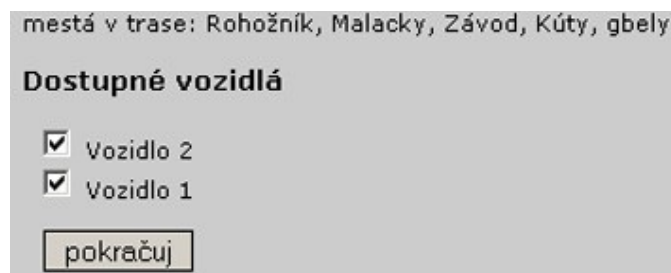 mestá v trase: Rohožník, Malacky, Závod, Kúty, gbely
Dostupné vozidlá
Vozidlo 2
Vozidlo 1
pokračuj